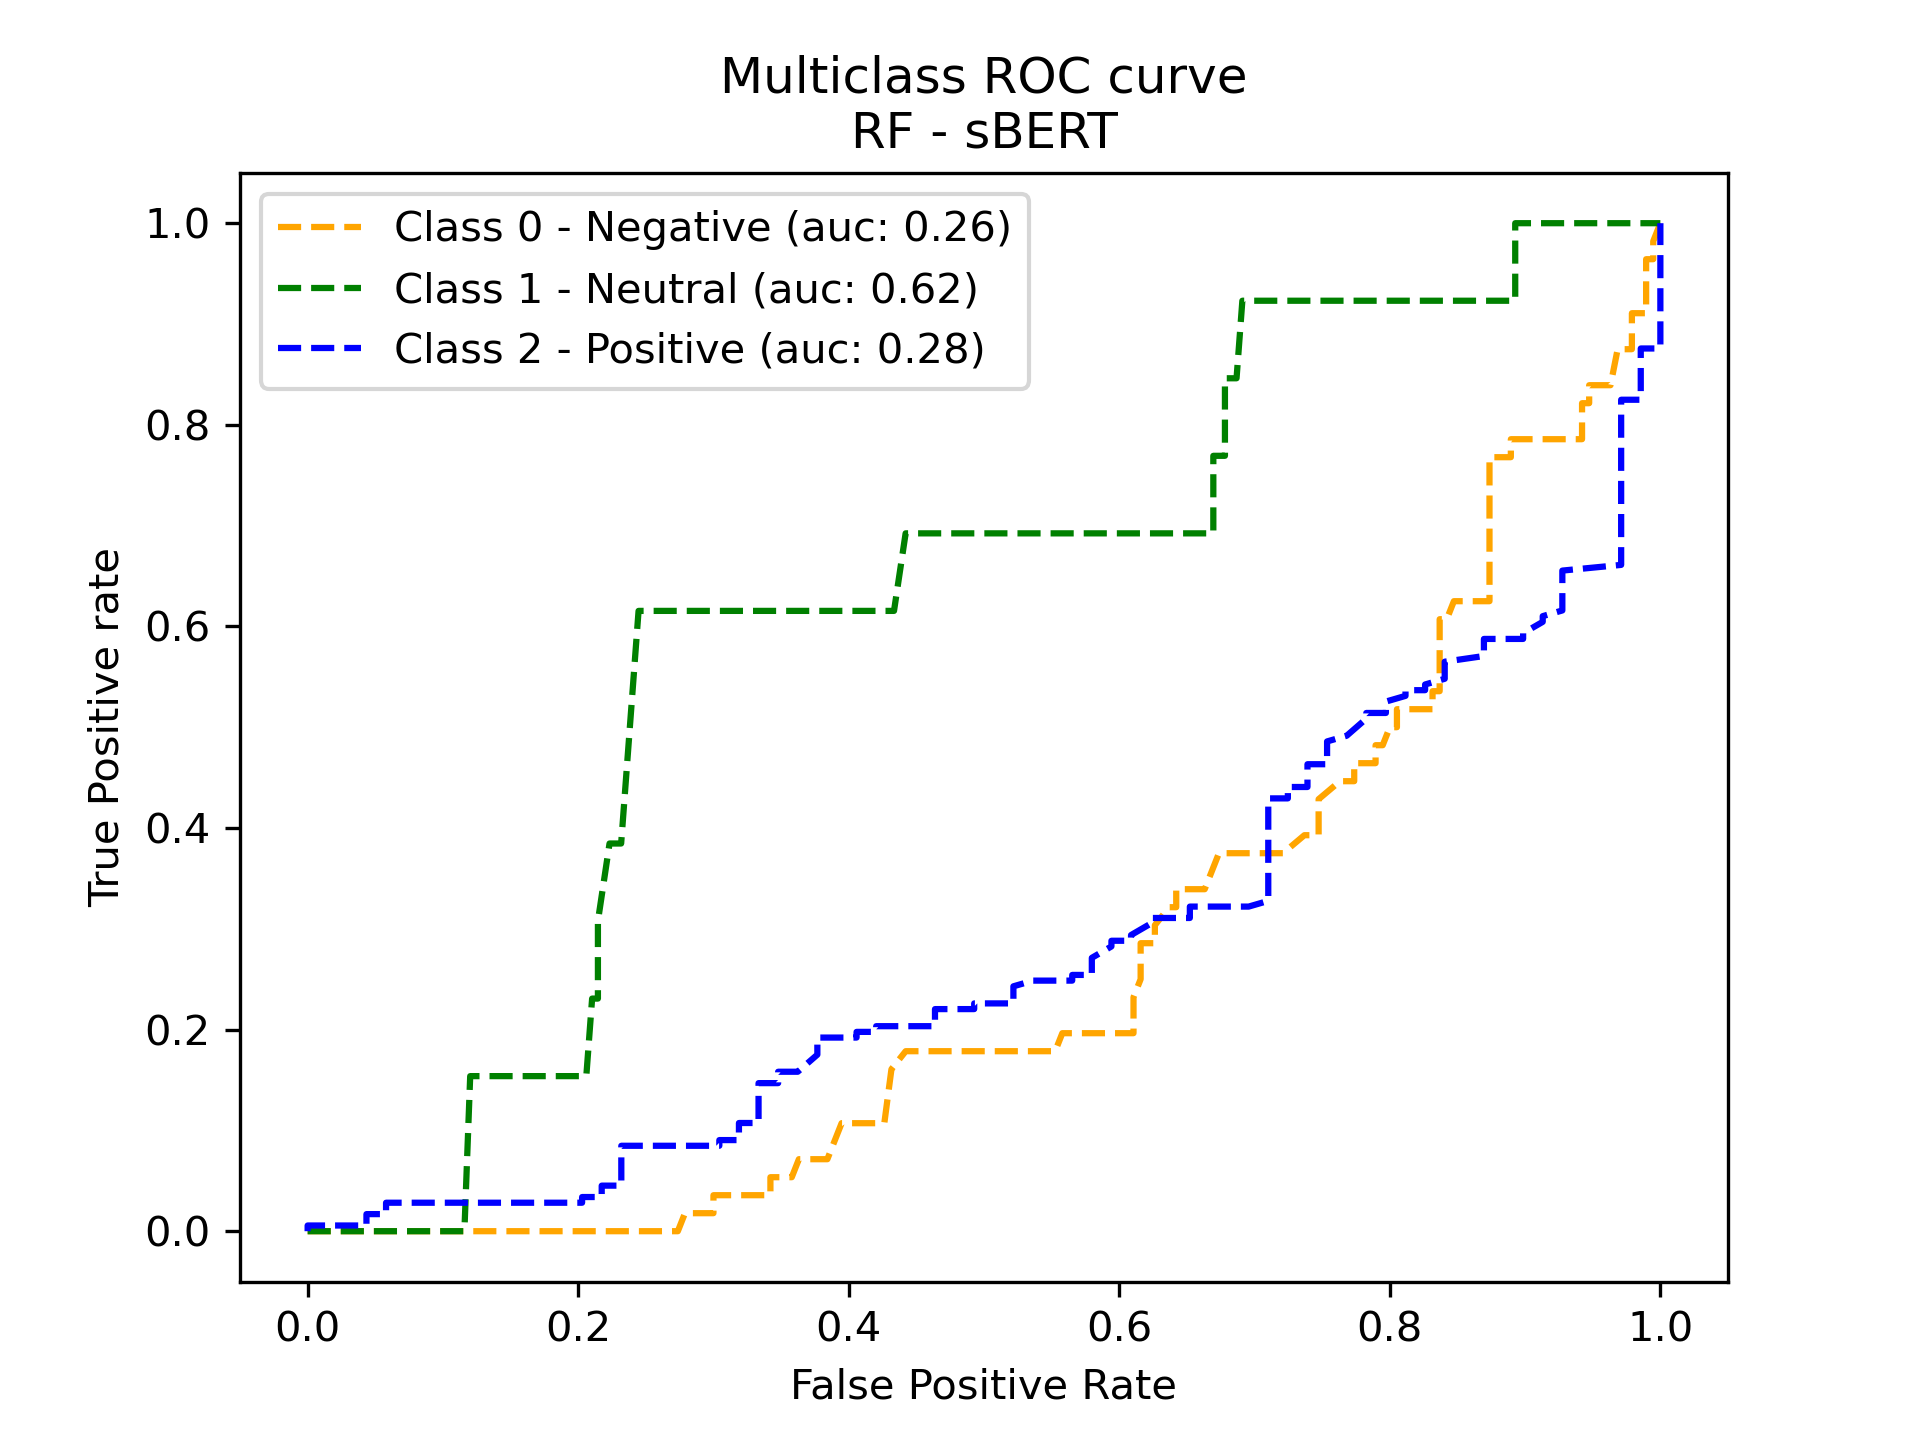 Multiclass ROC curve
RF - sBERT
Class 0 - Negative (auc: 0.26)
Class 1 - Neutral (auc: 0.62)
Class 2 - Positive (auc: 0.28)
True Positive rate
1.0
0.8
0.6
0.4
0.2
0.0
0.0 0.2 0.4 0.6 0.8 1.0
False Positive Rate